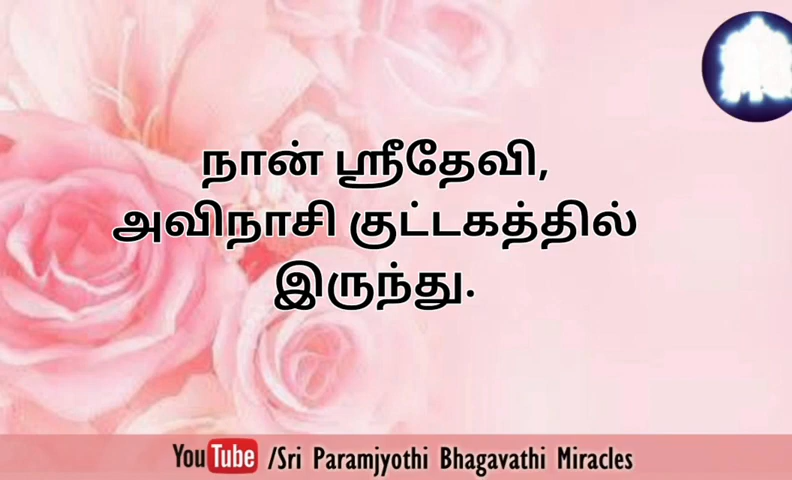 நான் ஸ்ரீதேவி,
அவிநாசி குட்டகத்தில்
இருந்து.
YouTube /Sri Paramjyothi Bhagavathi Miracles